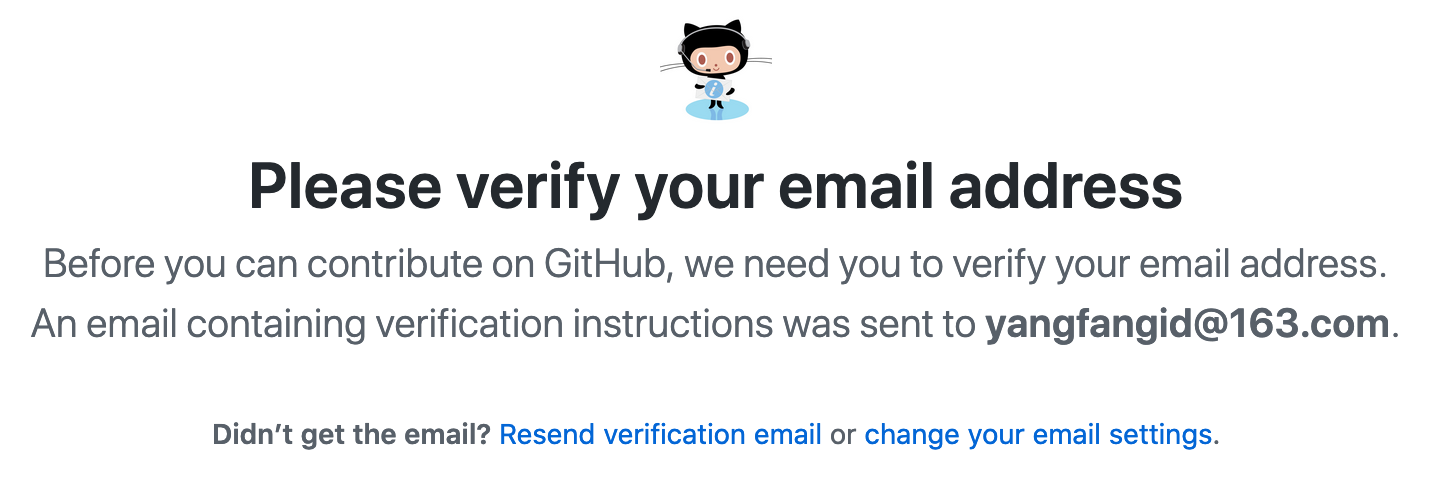 Please verify your email address
Before you can contribute on GitHub, we need you to verify your email address.
An email containing verification instructions was sent to yangfangid@163.com.
Didn’t get the email? Resend verification email or change your email settings.